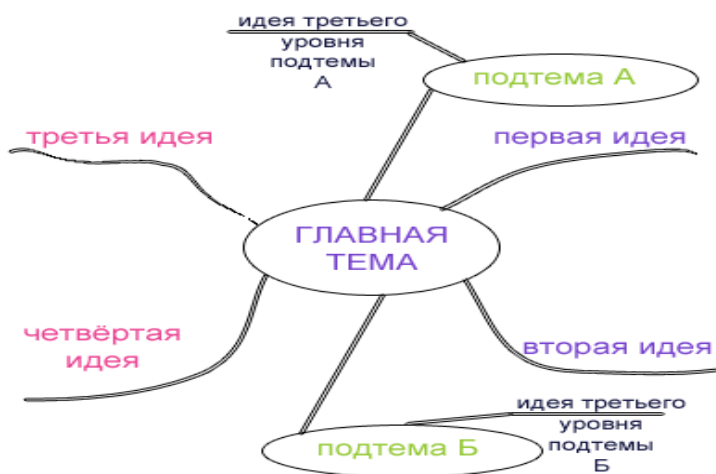 идея третьего
уровня
подтемы
А
подтема А
третья идея
первая идея
ГЛАВНАЯ
ТЕМА
четвёртая
идея
вторая идея
подтема Б
идея третьего
уровня
подтемы
Б